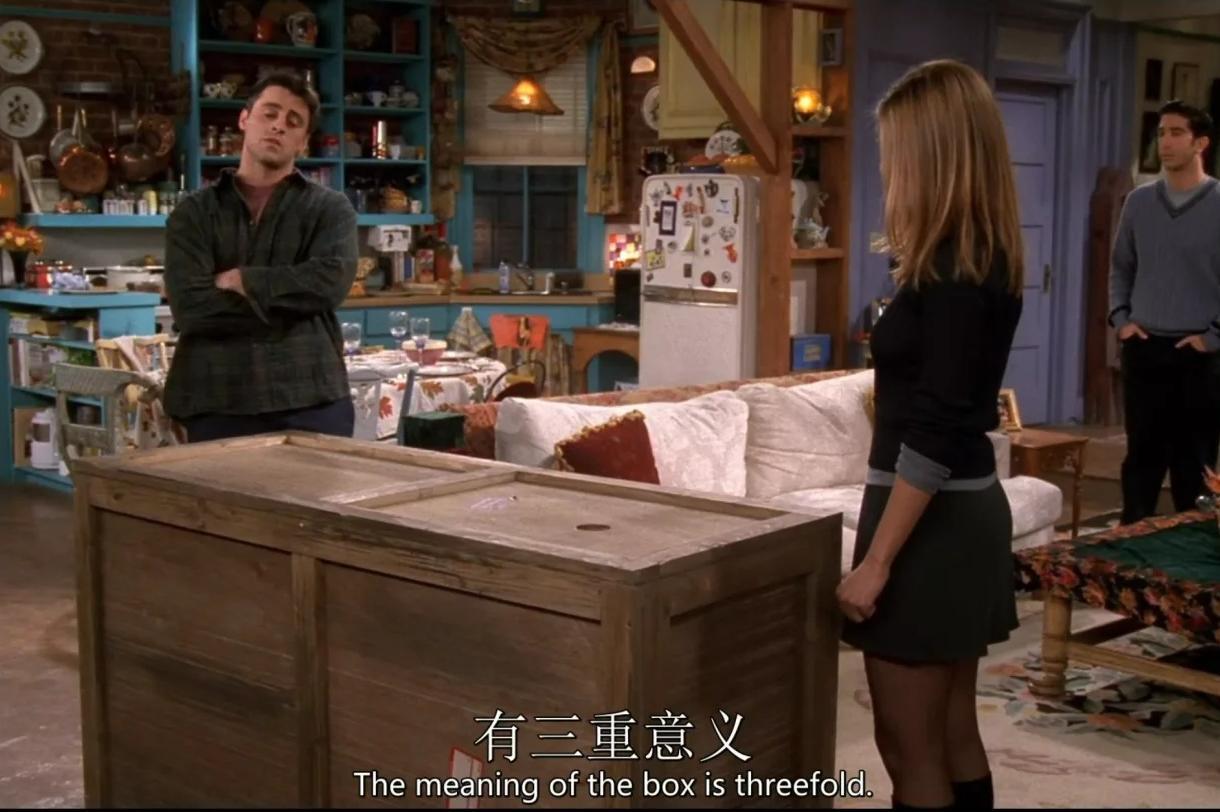 有三重意义
The meaning of the box is threefold.